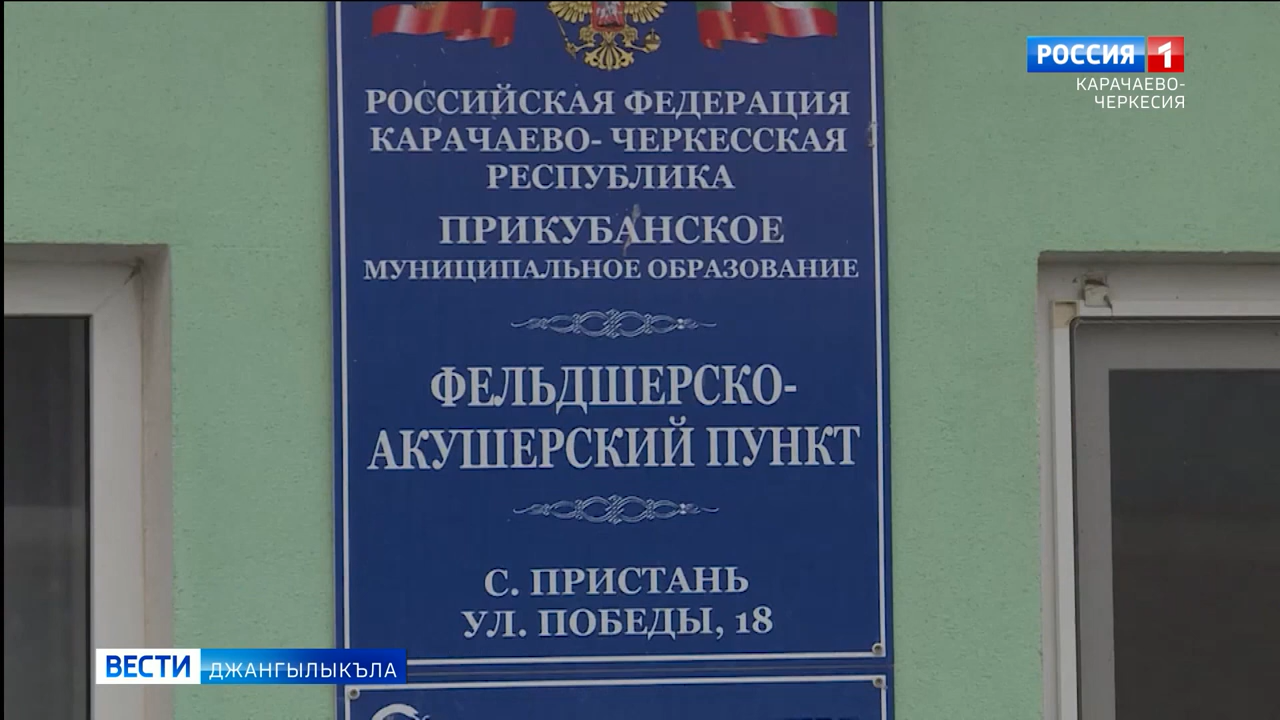 РОССИЯ 1
КАРАЧАЕВО-
ЧЕРКЕСИЯ
РОССИЙСКАЯ ФЕДЕРАЦИЯ
КАРАЧАЕВО- ЧЕРКЕССКАЯ
РЕСПУБЛИКА
ПРИКУБАНСКОЕ
МУНИЦИПАЛЬНОЕ ОБРАЗОВАНИЕ
ФЕЛЬДШЕРСКО-
АКУШЕРСКИЙ ПУНКТ
С. ПРИСТАНЬ
УЛ. ПОБЕДЫ, 18
ВЕСТИ ДЖАНГЫЛЫКЪЛА